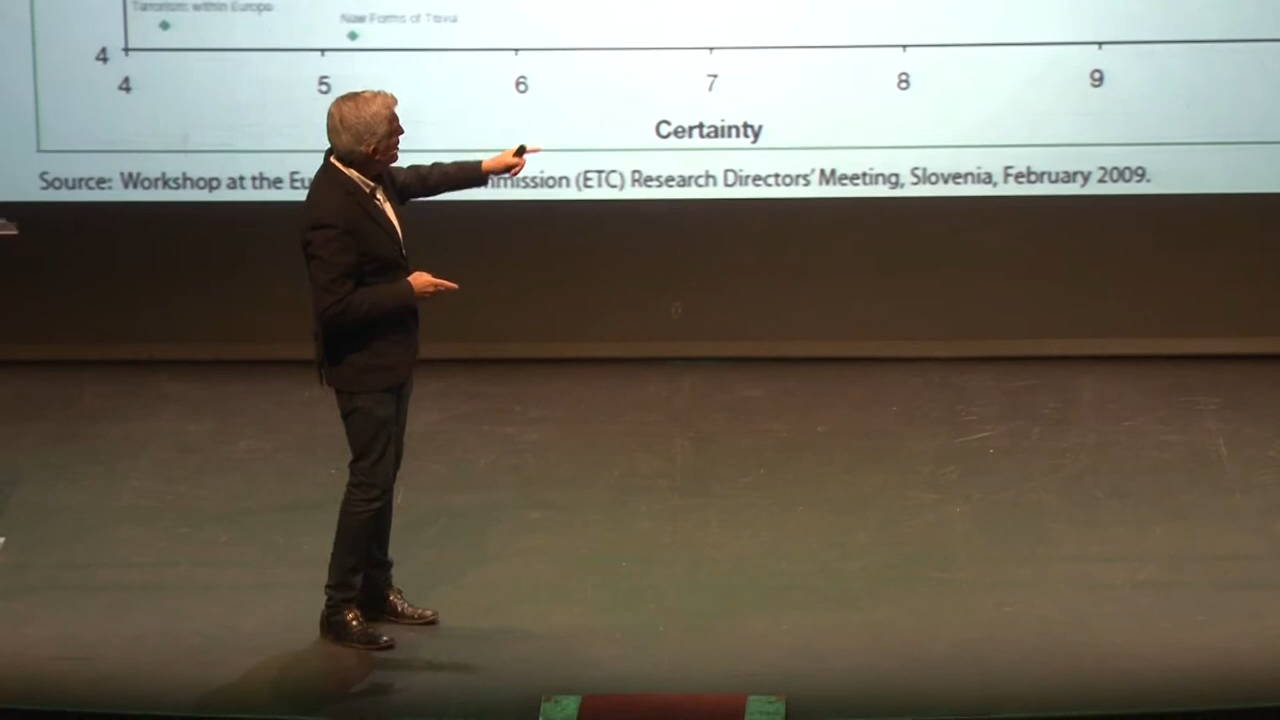 Terrorism within Europe
New Forms of Travel
4
4 5 6 7 8 9
Certainty
Source: Workshop at the Eu mmission (ETC) Research Directors' Meeting, Slovenia, February 2009.